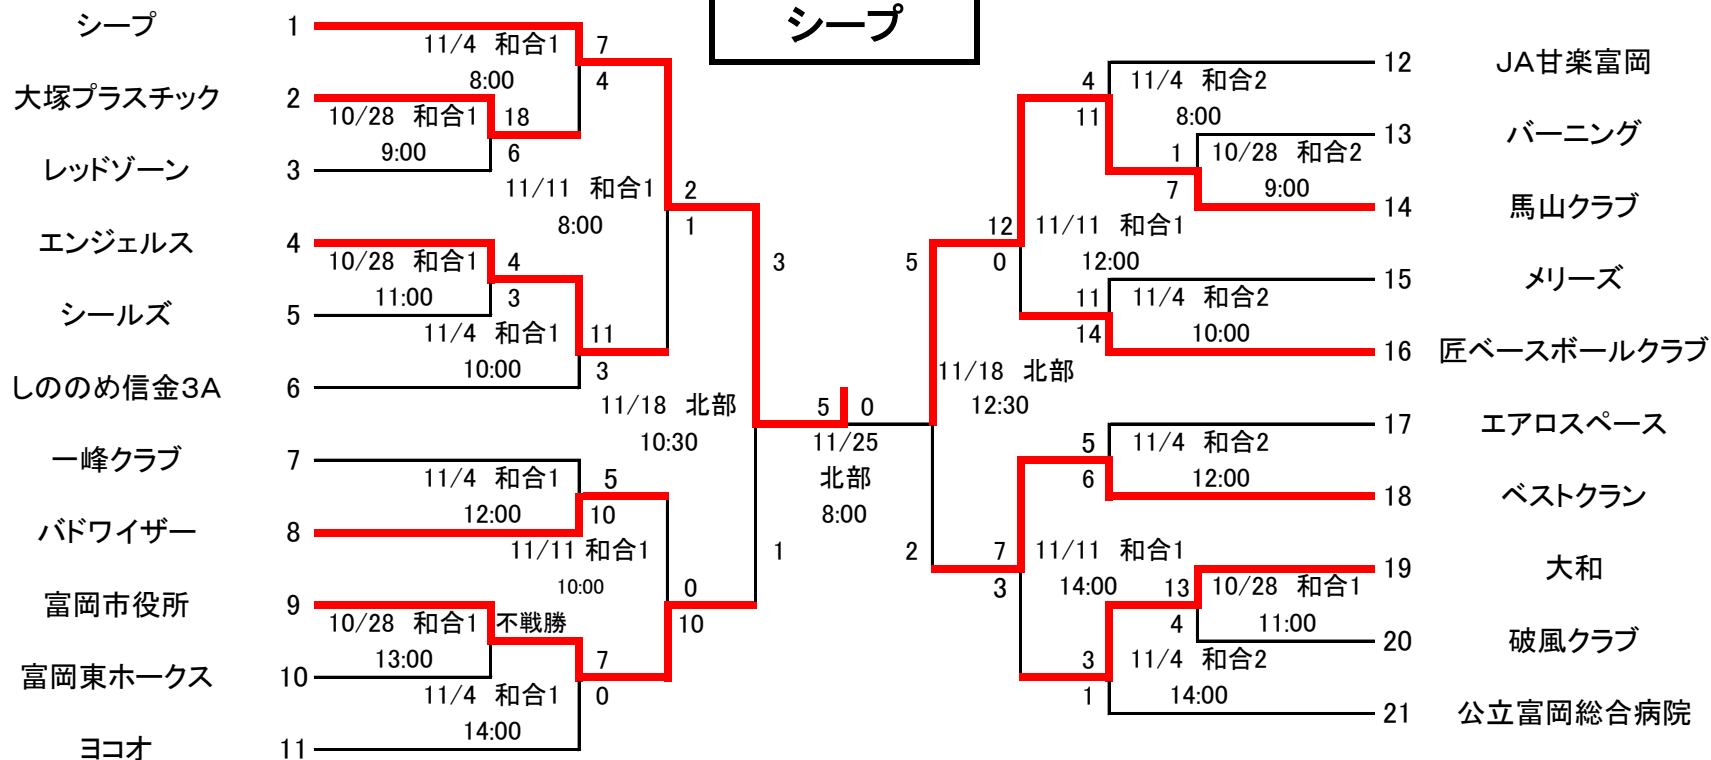 シープ
シープ 1
11/4 和合1 7
8:00 4
大塚プラスチック 2
10/28 和合1 18
9:00 6
レッドゾーン 3
11/11 和合1 2
8:00 1
エンジェルス 4
10/28 和合1 4
11:00 3
シールズ 5
11/4 和合1 11
10:00 3
しののめ信金3A 6
11/18 北部 3
10:30 1
一峰クラブ 7
11/4 和合1 5
12:00 10
バドワイザー 8
11/11 和合1 0
10:00 10
富岡市役所 9
10/28 和合1 不戦勝
13:00
富岡東ホークス 10
11/4 和合1 7
14:00 0
ヨコオ 11
5 0
11/25
北部
8:00
12 JA甘楽富岡
4 11/4 和合2
11 8:00
13 バーニング
1 10/28 和合2
7 9:00
14 馬山クラブ
12 11/11 和合1
0 12:00
15 メリーズ
11 11/4 和合2
14 10:00
16 匠ベースボールクラブ
5 11/18 北部
2 12:30
17 エアロスペース
5 11/4 和合2
6 12:00
18 ベストクラン
7 11/11 和合1
3 14:00
19 大和
13 10/28 和合1
4 11:00
20 破風クラブ
3 11/4 和合2
1 14:00
21 公立富岡総合病院